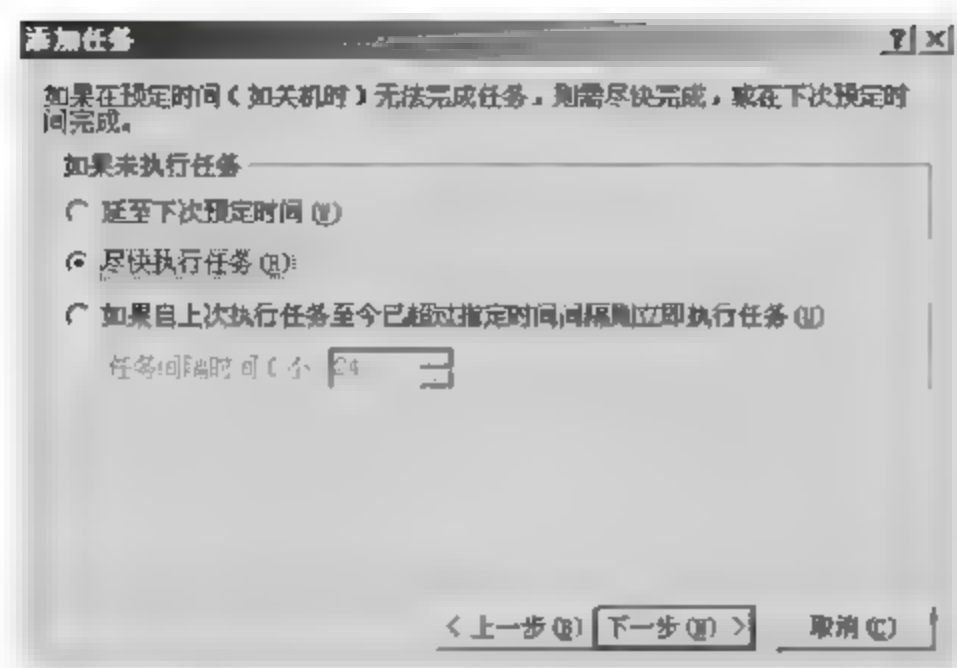 添加任务
如果在预定时间(如关机时)无法完成任务,则需尽快完成,或在下次预定时
间完成。
如果未执行任务
延至下次预定时间(W)
尽快执行任务(R)
如果自上次执行任务至今已超过指定时间间隔则立即执行任务(U)
任务间隔时间(小 24
<上一步(B) 下一步(N)> 取消(C)